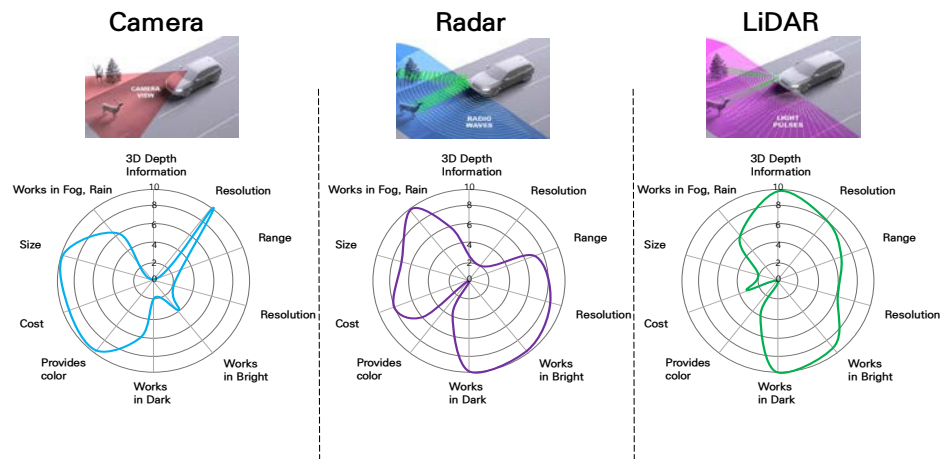 Camera
CAMERA
VIEW
3D Depth
Information
10
8
6
4
2
0
Works in Fog, Rain
Resolution
Size
Range
Resolution
Cost
Provides
color
Works
in Bright
Works
in Dark
Radar
RADIO
WAVES
3D Depth
Information
10
8
6
4
2
0
Works in Fog, Rain
Resolution
Size
Range
Resolution
Cost
Provides
color
Works
in Bright
Works
in Dark
LiDAR
LIGHT
PULSES
3D Depth
Information
10
8
6
4
2
0
Works in Fog, Rain
Resolution
Size
Range
Resolution
Cost
Provides
color
Works
in Bright
Works
in Dark